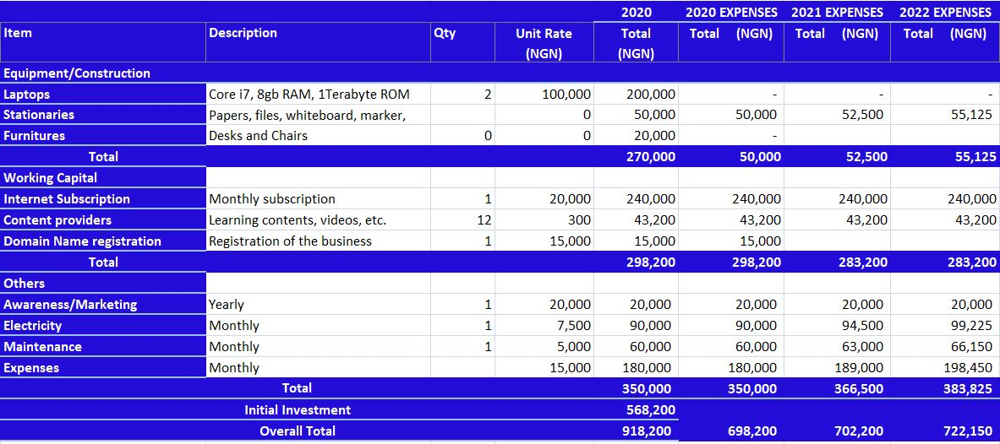 2020 2020 EXPENSES 2021 EXPENSES 2022 EXPENSES
Item Description Qty Unit Rate Total Total (NGN) Total (NGN) Total (NGN)
(NGN) (NGN)
Equipment/Construction
Laptops Core i7, 8gb RAM, 1Terabyte ROM 2 100,000 200,000 - - -
Stationaries Papers, files, whiteboard, marker, 0 50,000 50,000 52,500 55,125
Furnitures Desks and Chairs 0 0 20,000 -
Total 270,000 50,000 52,500 55,125
Working Capital
Internet Subscription Monthly subscription 1 20,000 240,000 240,000 240,000 240,000
Content providers Learning contents, videos, etc. 12 300 43,200 43,200 43,200 43,200
Domain Name registration Registration of the business 1 15,000 15,000 15,000
Total 298,200 298,200 283,200 283,200
Others
Awareness/Marketing Yearly 1 20,000 20,000 20,000 20,000 20,000
Electricity Monthly 1 7,500 90,000 90,000 94,500 99,225
Maintenance Monthly 1 5,000 60,000 60,000 63,000 66,150
Expenses Monthly 15,000 180,000 180,000 189,000 198,450
Total 350,000 350,000 366,500 383,825
Initial Investment 568,200
Overall Total 918,200 698,200 702,200 722,150